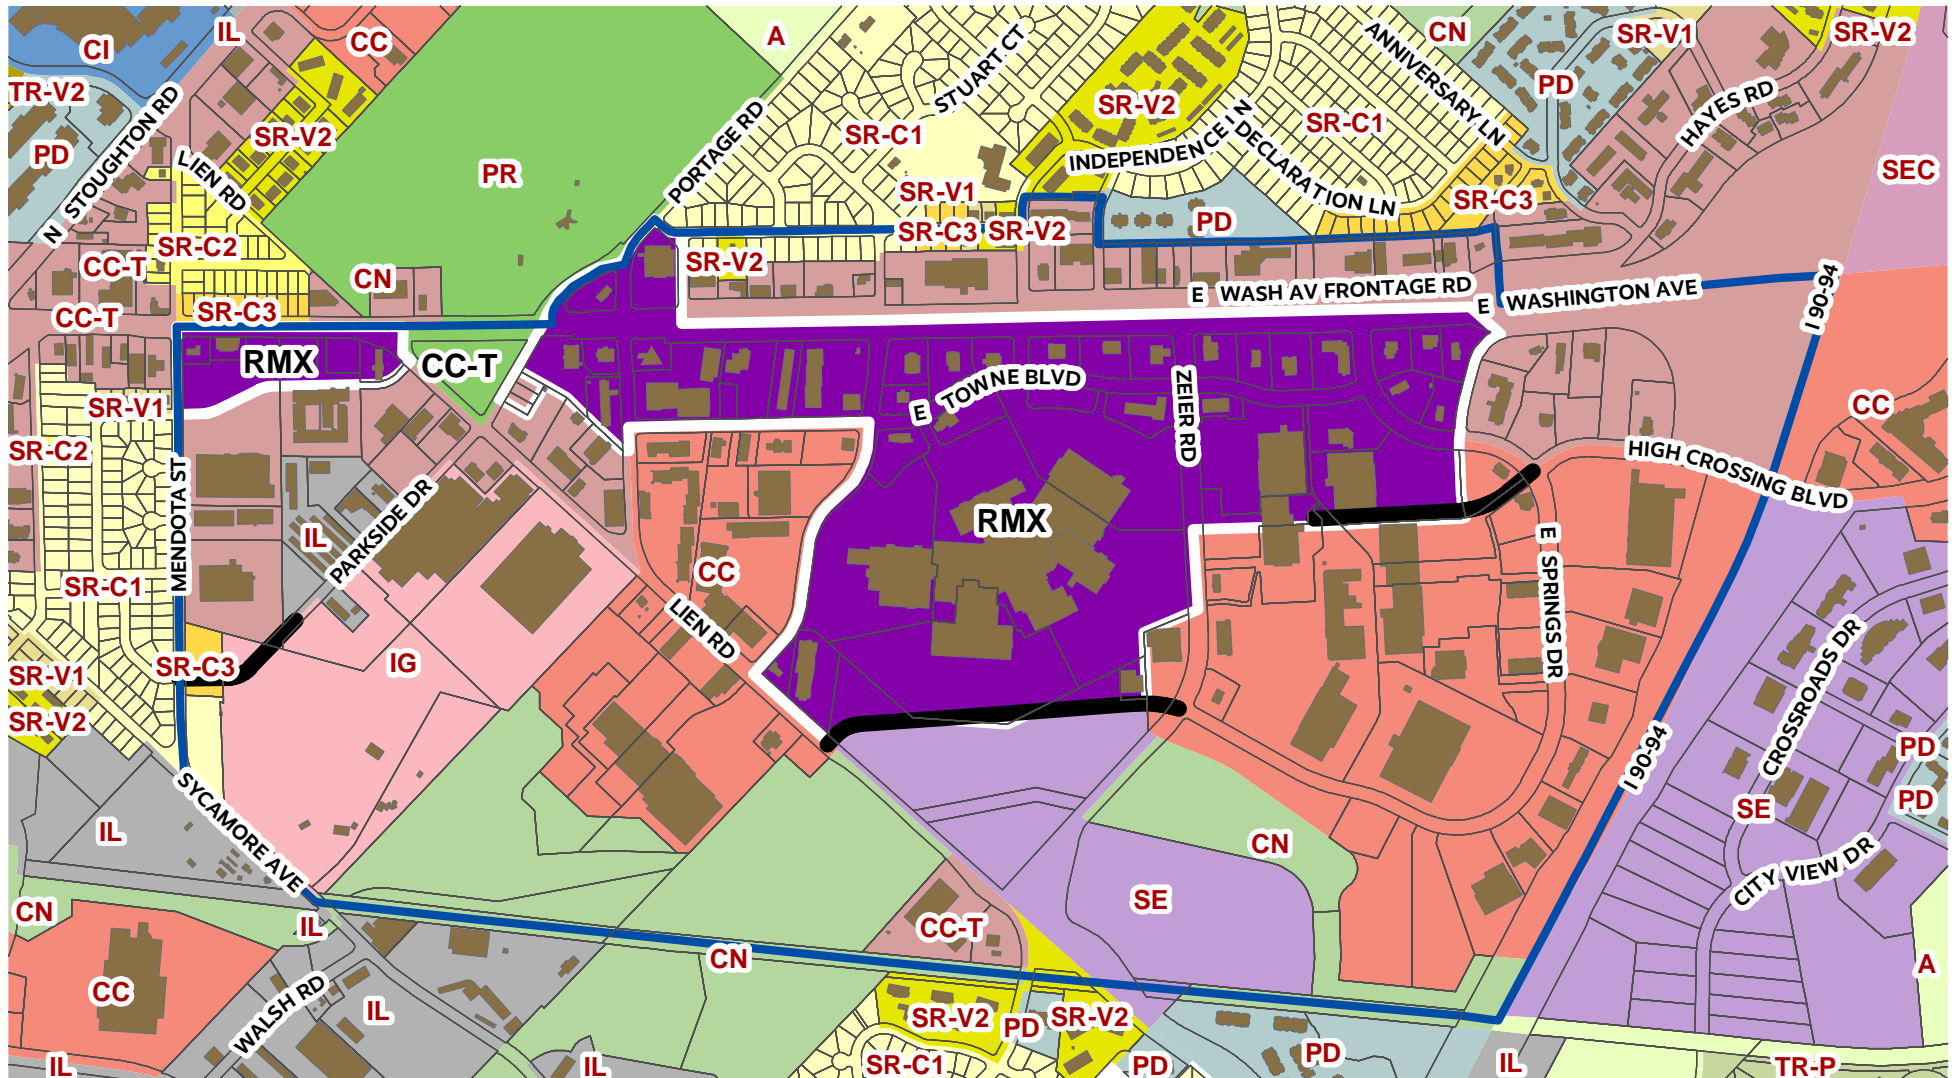 CI
IL
CC
A
CN
SR-V1
SR-V2
TR-V2
PD
N STOUGHTON RD
SR-V2
LIEN RD
PR
PORTAGE RD
STUART CT
SR-C1
SR-V2
INDEPENDENCE LN
DECLARATION LN
SR-C1
ANNIVERSARY LN
PD
HAYES RD
SEC
SR-V1
SR-C3
SR-V2
PD
SR-C3
SR-C2
CC-T
CN
SR-V2
E WASH AV FRONTAGE RD
E WASHINGTON AVE
I 90-94
SR-C3
CC-T
RMX
CC-T
E TOWNE BLVD
ZEIER RD
SR-V1
SR-C2
CC
HIGH CROSSING BLVD
MENDOTA ST
IL
PARKSIDE DR
RMX
CC
LIEN RD
E SPRINGS DR
SR-C1
SR-C3
IG
SR-V1
SR-V2
CROSSROADS DR
I 90-94
PD
PD
SE
SYCAMORE AVE
IL
CN
CITY VIEW DR
SE
CN
IL
CC-T
CN
A
CC
WALSH RD
IL
SR-V2
PD
SR-V2
IL
IL
SR-C1
PD
PD
IL
TR-P